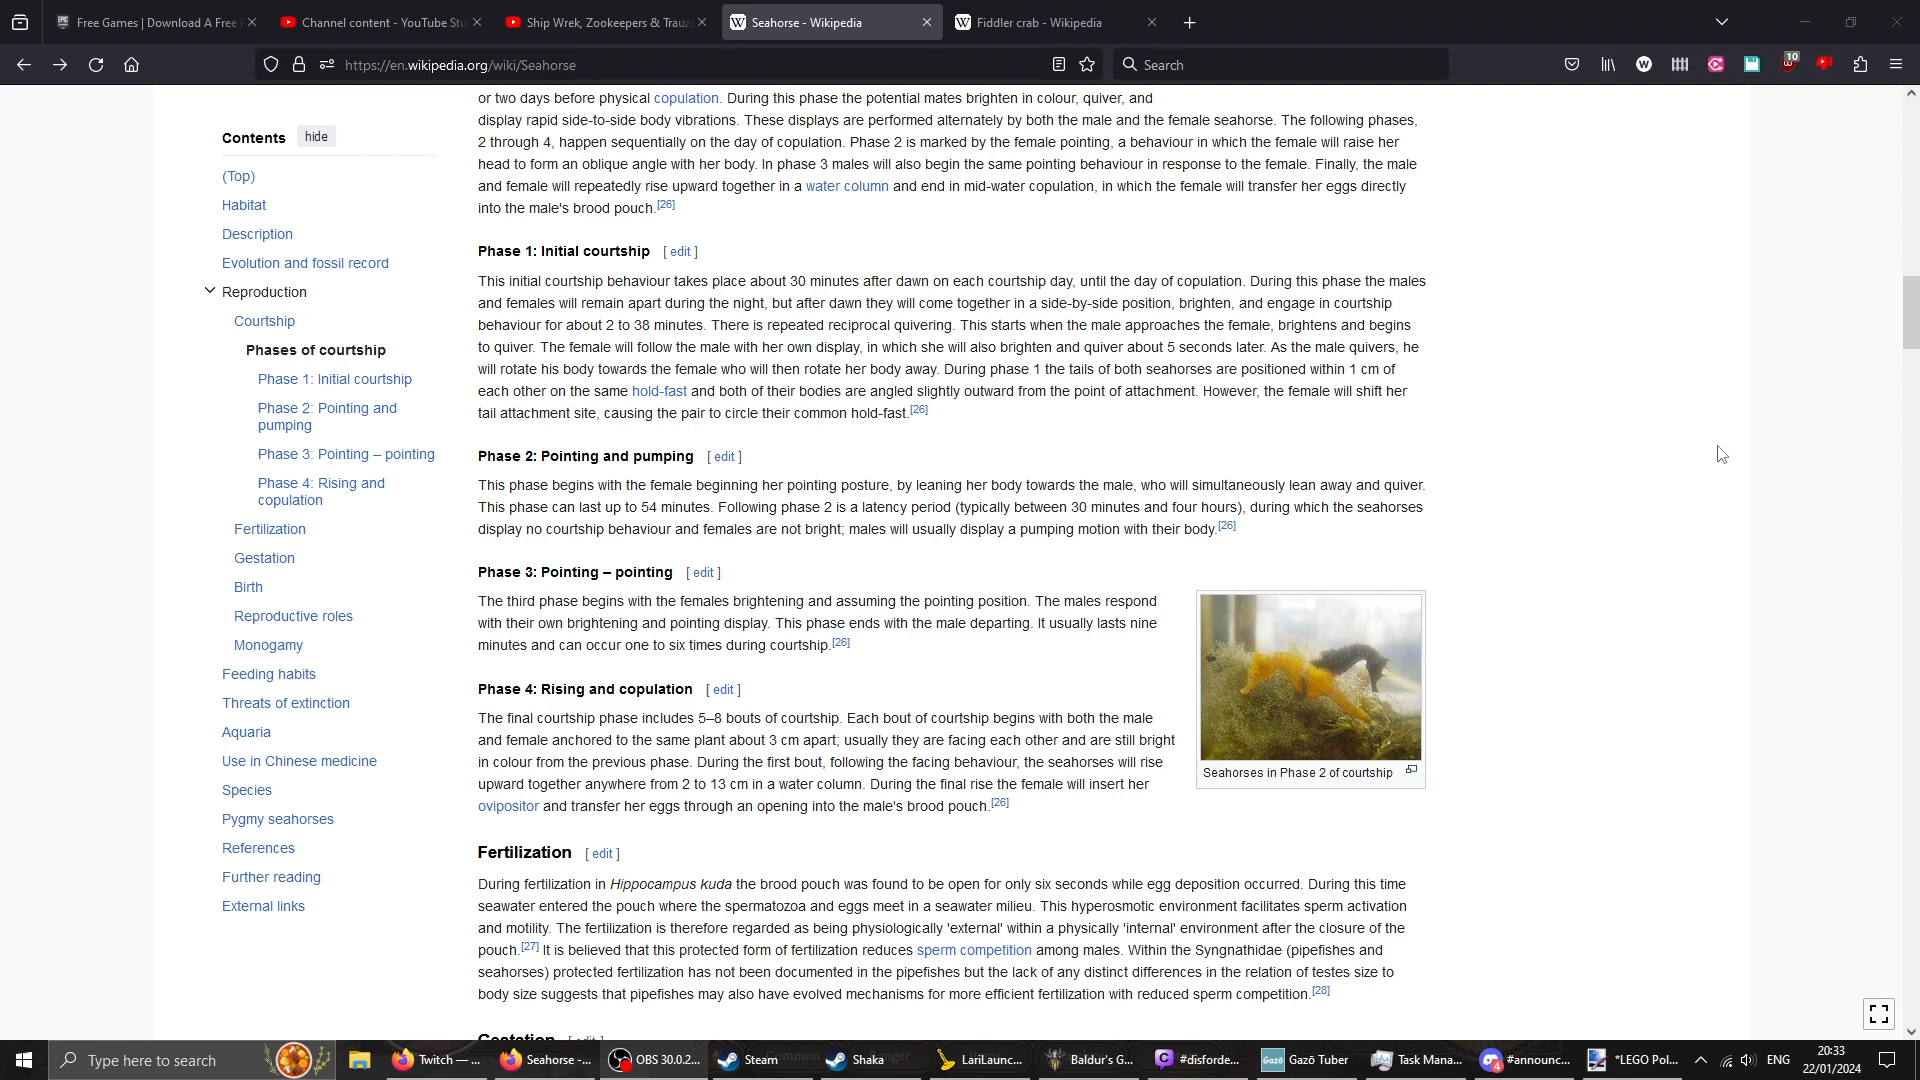 Free Games | Download A Free
Channel content - YouTube Stu
Ship Wrek, Zookeepers & Trauz
Seahorse - Wikipedia
Fiddler crab - Wikipedia
https://en.wikipedia.org/wiki/Seahorse
Search
10
Contents hide
(Top)
Habitat
Description
Evolution and fossil record
Reproduction
Courtship
Phases of courtship
Phase 1: Initial courtship
Phase 2: Pointing and
pumping
Phase 3: Pointing – pointing
Phase 4: Rising and
copulation
Fertilization
Gestation
Birth
Reproductive roles
Monogamy
Feeding habits
Threats of extinction
Aquaria
Use in Chinese medicine
Species
Pygmy seahorses
References
Further reading
External links
or two days before physical copulation. During this phase the potential mates brighten in colour, quiver, and
display rapid side-to-side body vibrations. These displays are performed alternately by both the male and the female seahorse. The following phases,
2 through 4, happen sequentially on the day of copulation. Phase 2 is marked by the female pointing, a behaviour in which the female will raise her
head to form an oblique angle with her body. In phase 3 males will also begin the same pointing behaviour in response to the female. Finally, the male
and female will repeatedly rise upward together in a water column and end in mid-water copulation, in which the female will transfer her eggs directly
into the male's brood pouch.[26]
Phase 1: Initial courtship [ edit ]
This initial courtship behaviour takes place about 30 minutes after dawn on each courtship day, until the day of copulation. During this phase the males
and females will remain apart during the night, but after dawn they will come together in a side-by-side position, brighten, and engage in courtship
behaviour for about 2 to 38 minutes. There is repeated reciprocal quivering. This starts when the male approaches the female, brightens and begins
to quiver. The female will follow the male with her own display, in which she will also brighten and quiver about 5 seconds later. As the male quivers, he
will rotate his body towards the female who will then rotate her body away. During phase 1 the tails of both seahorses are positioned within 1 cm of
each other on the same hold-fast and both of their bodies are angled slightly outward from the point of attachment. However, the female will shift her
tail attachment site, causing the pair to circle their common hold-fast.[26]
Phase 2: Pointing and pumping [ edit ]
This phase begins with the female beginning her pointing posture, by leaning her body towards the male, who will simultaneously lean away and quiver.
This phase can last up to 54 minutes. Following phase 2 is a latency period (typically between 30 minutes and four hours), during which the seahorses
display no courtship behaviour and females are not bright; males will usually display a pumping motion with their body.[26]
Phase 3: Pointing – pointing [ edit ]
The third phase begins with the females brightening and assuming the pointing position. The males respond
with their own brightening and pointing display. This phase ends with the male departing. It usually lasts nine
minutes and can occur one to six times during courtship.[26]
Seahorses in Phase 2 of courtship
Phase 4: Rising and copulation [ edit ]
The final courtship phase includes 5–8 bouts of courtship. Each bout of courtship begins with both the male
and female anchored to the same plant about 3 cm apart; usually they are facing each other and are still bright
in colour from the previous phase. During the first bout, following the facing behaviour, the seahorses will rise
upward together anywhere from 2 to 13 cm in a water column. During the final rise the female will insert her
ovipositor and transfer her eggs through an opening into the male's brood pouch.[26]
Fertilization [ edit ]
During fertilization in Hippocampus kuda the brood pouch was found to be open for only six seconds while egg deposition occurred. During this time
seawater entered the pouch where the spermatozoa and eggs meet in a seawater milieu. This hyperosmotic environment facilitates sperm activation
and motility. The fertilization is therefore regarded as being physiologically 'external' within a physically 'internal' environment after the closure of the
pouch.[27] It is believed that this protected form of fertilization reduces sperm competition among males. Within the Syngnathidae (pipefishes and
seahorses) protected fertilization has not been documented in the pipefishes but the lack of any distinct differences in the relation of testes size to
body size suggests that pipefishes may also have evolved mechanisms for more efficient fertilization with reduced sperm competition.[28]
Gestation [ edit ]
Type here to search
Twitch — ...
Seahorse -...
OBS 30.0.2...
Steam
Shaka
LariLaunc...
Baldur's G...
#disforde...
Gazō Tuber
Task Mana...
#announc...
*LEGO Pol...
ENG
20:33
22/01/2024